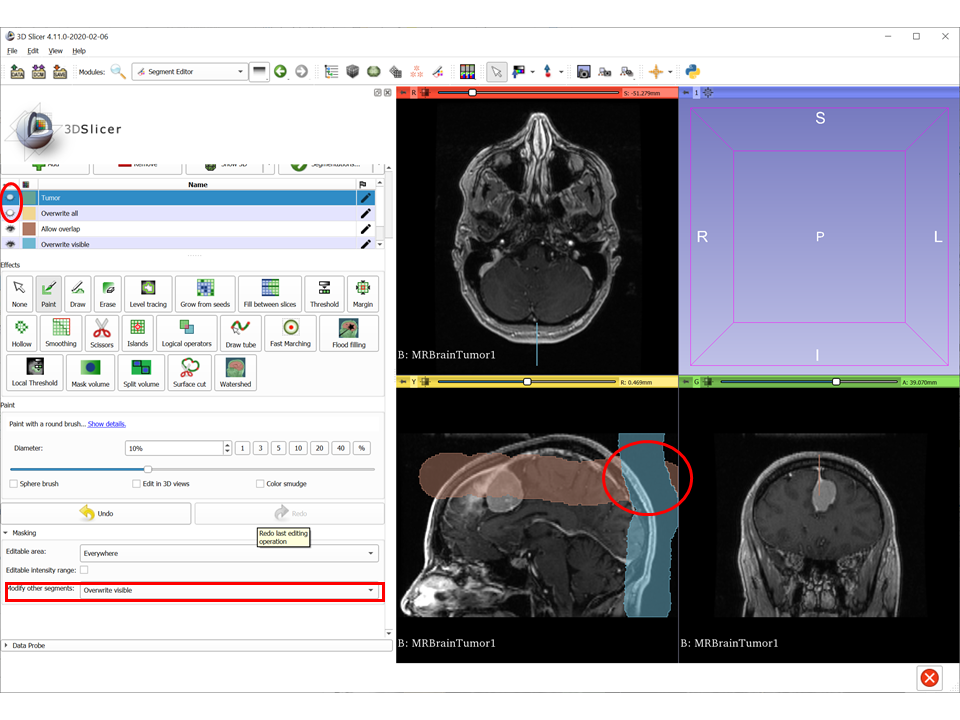 3D Slicer 4.11.0-2020-02-06
File Edit View Help
DATA DCM SAVE Modules: Segment Editor
3DSlicer
Add Remove Show 3D Segmentations...
Name
Tumor
Overwrite all
Allow overlap
Overwrite visible
Effects
None Paint Draw Erase Level tracing Grow from seeds Fill between slices Threshold Margin
Hollow Smoothing Scissors Islands Logical operators Draw tube Fast Marching Flood filling
Local Threshold Mask volume Split volume Surface cut Watershed
Paint
Paint with a round brush... Show details.
Diameter: 10% 1 3 5 10 20 40 %
Sphere brush Edit in 3D views Color smudge
Undo Redo
Redo last editing
operation
Masking
Editable area: Everywhere
Editable intensity range:
Modify other segments: Overwrite visible
Data Probe
R S: -51.279mm
B: MRBrainTumor1
1
S
R P L
I
Y R: 0.469mm
B: MRBrainTumor1
G A: 39.070mm
B: MRBrainTumor1